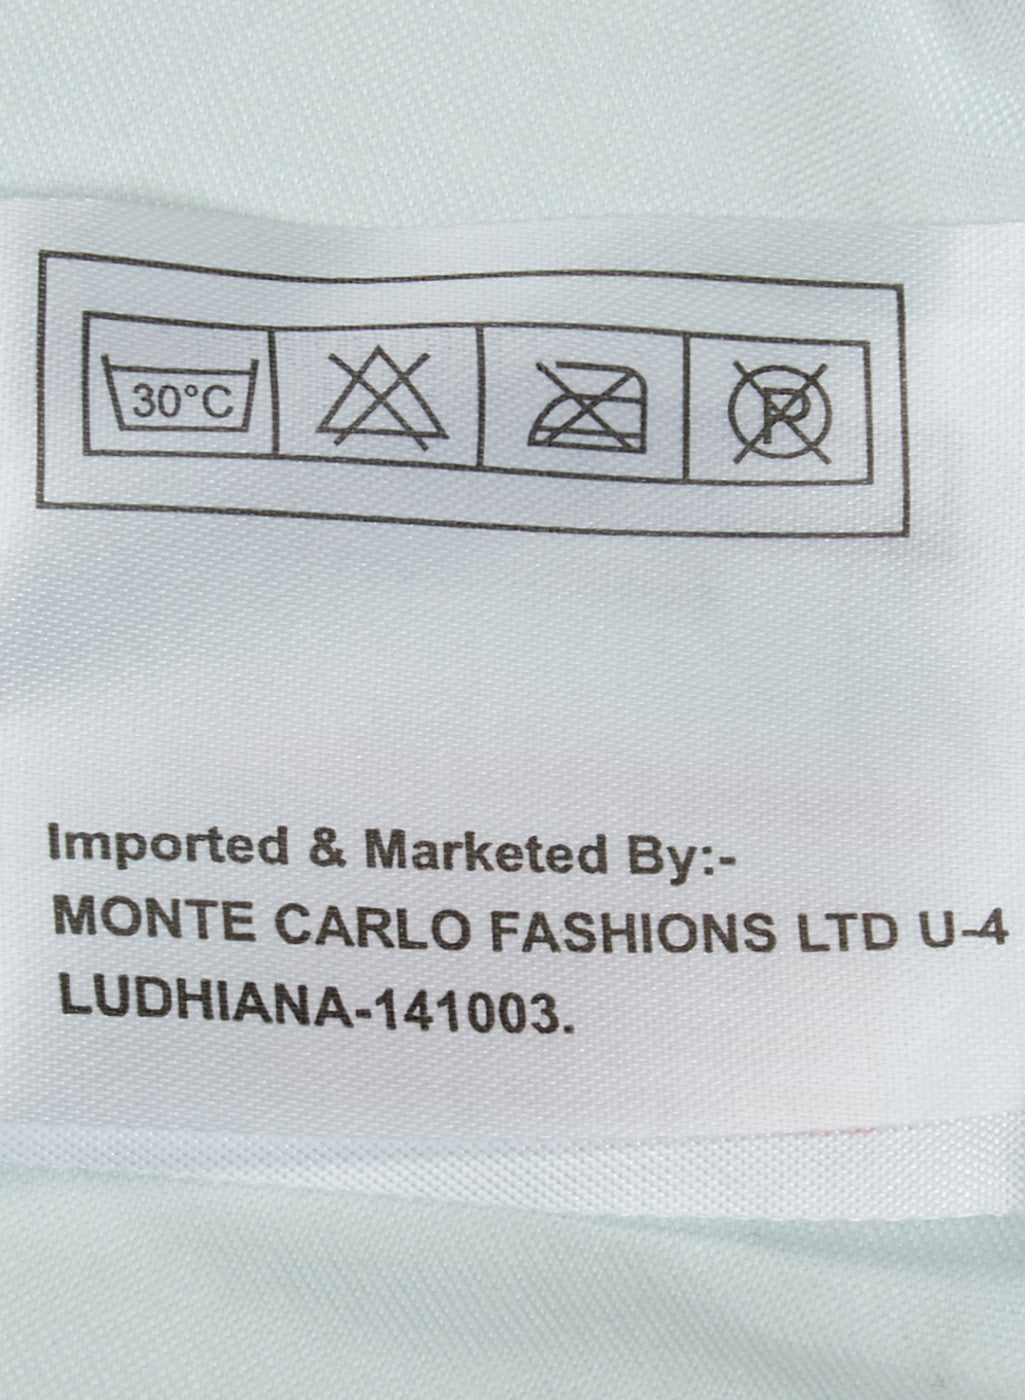 30°C
P
Imported & Marketed By:-
MONTE CARLO FASHIONS LTD U-4
LUDHIANA-141003.